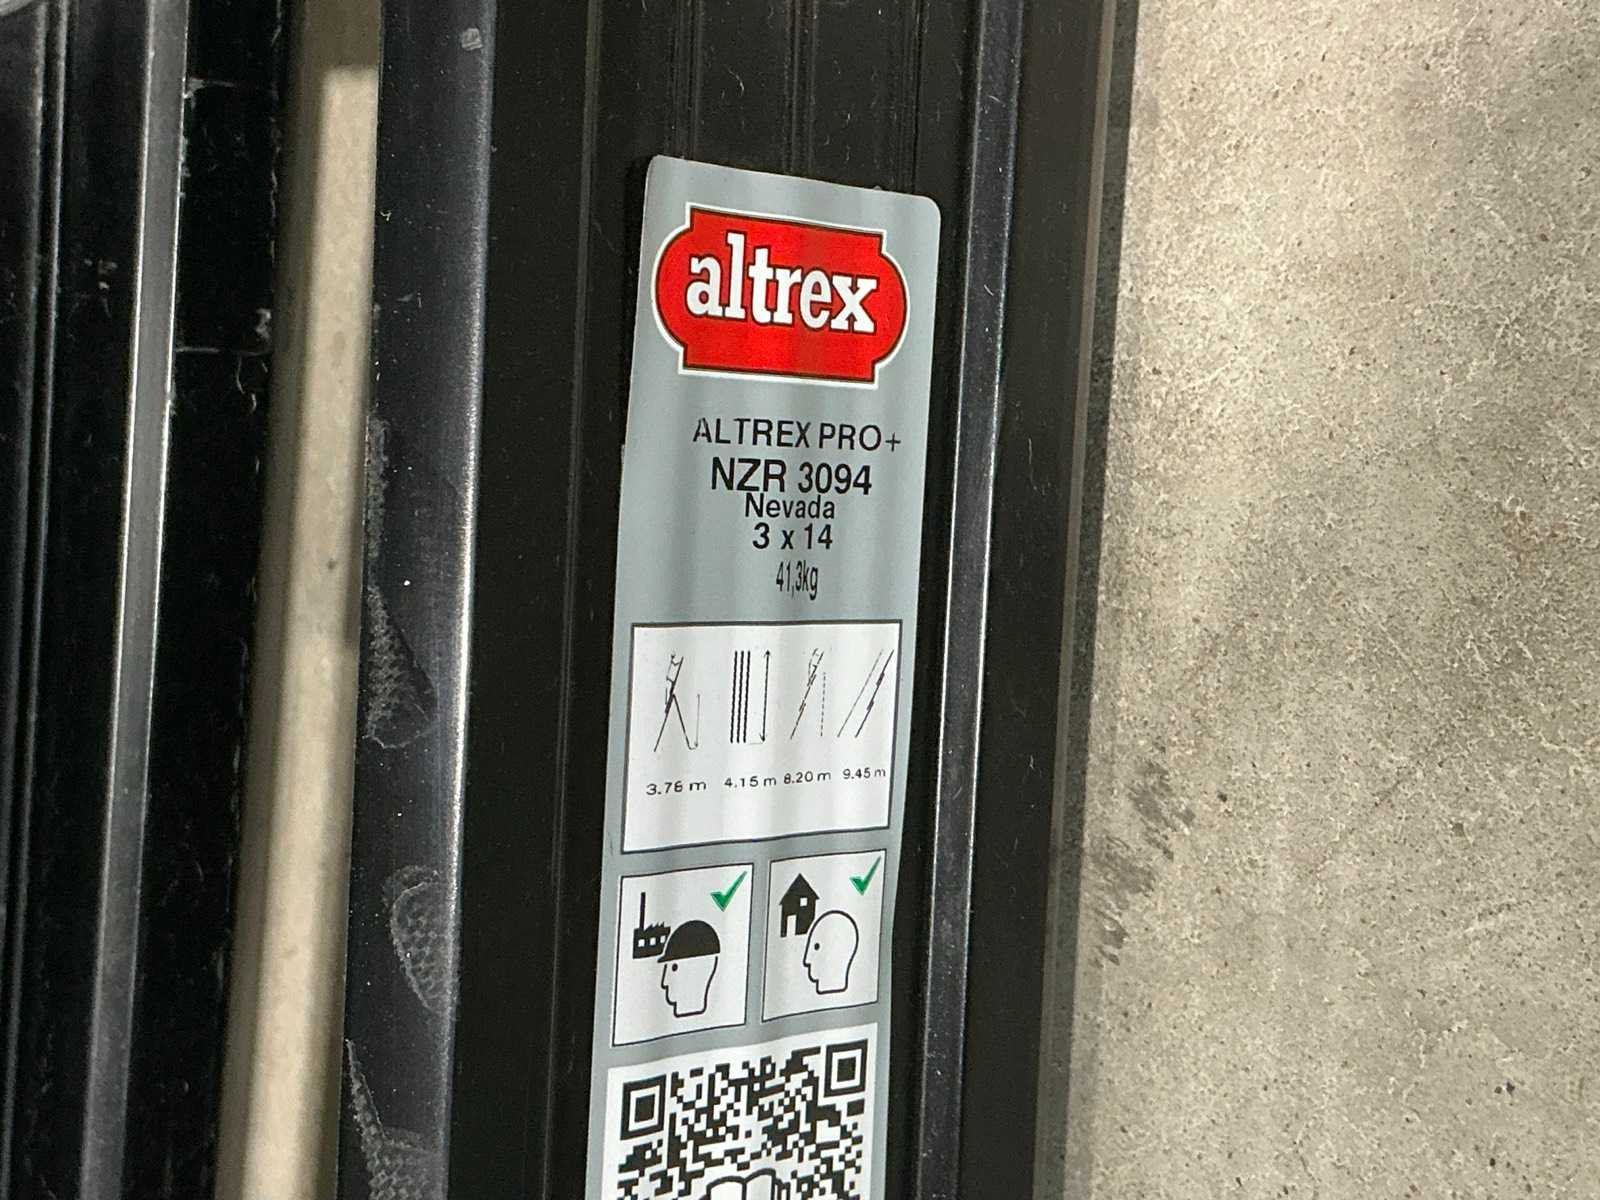 altrex
ALTREX PRO+
NZR 3094
Nevada
3 x 14
41,3kg
3.76 m 4.15 m 8.20 m 9.45 m